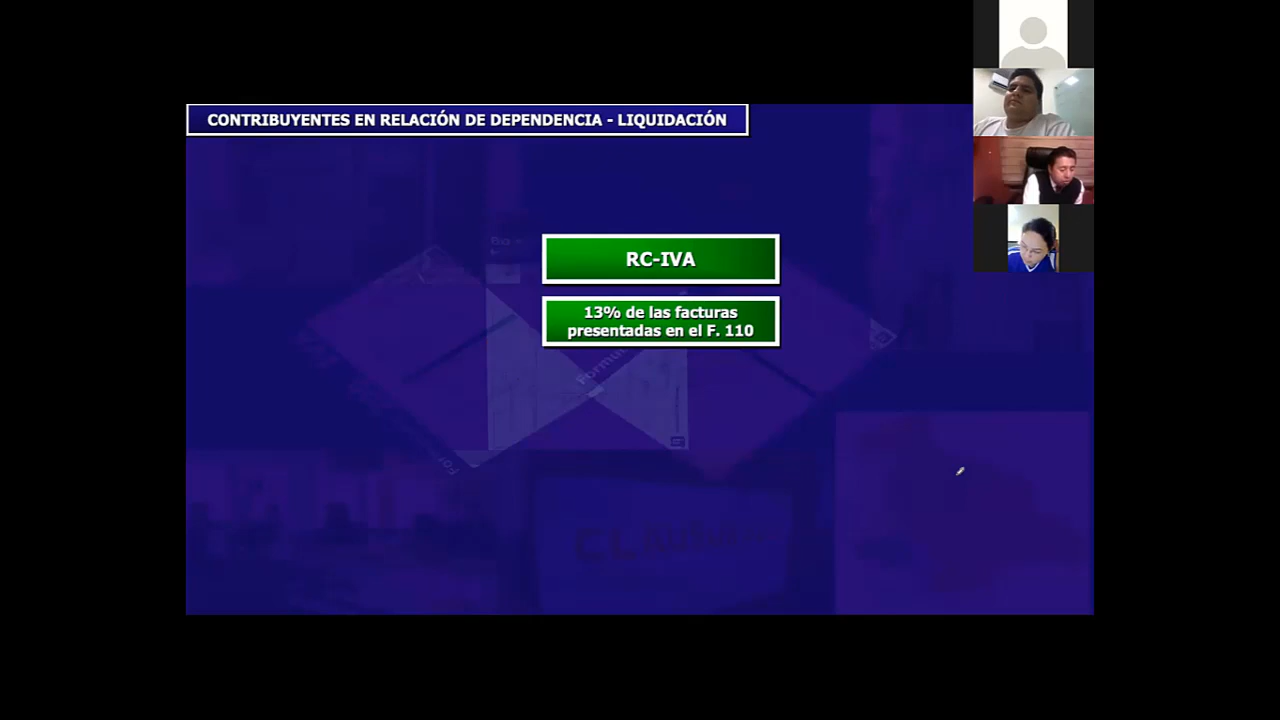 CONTRIBUYENTES EN RELACIÓN DE DEPENDENCIA - LIQUIDACIÓN
RC-IVA
13% de las facturas
presentadas en el F. 110